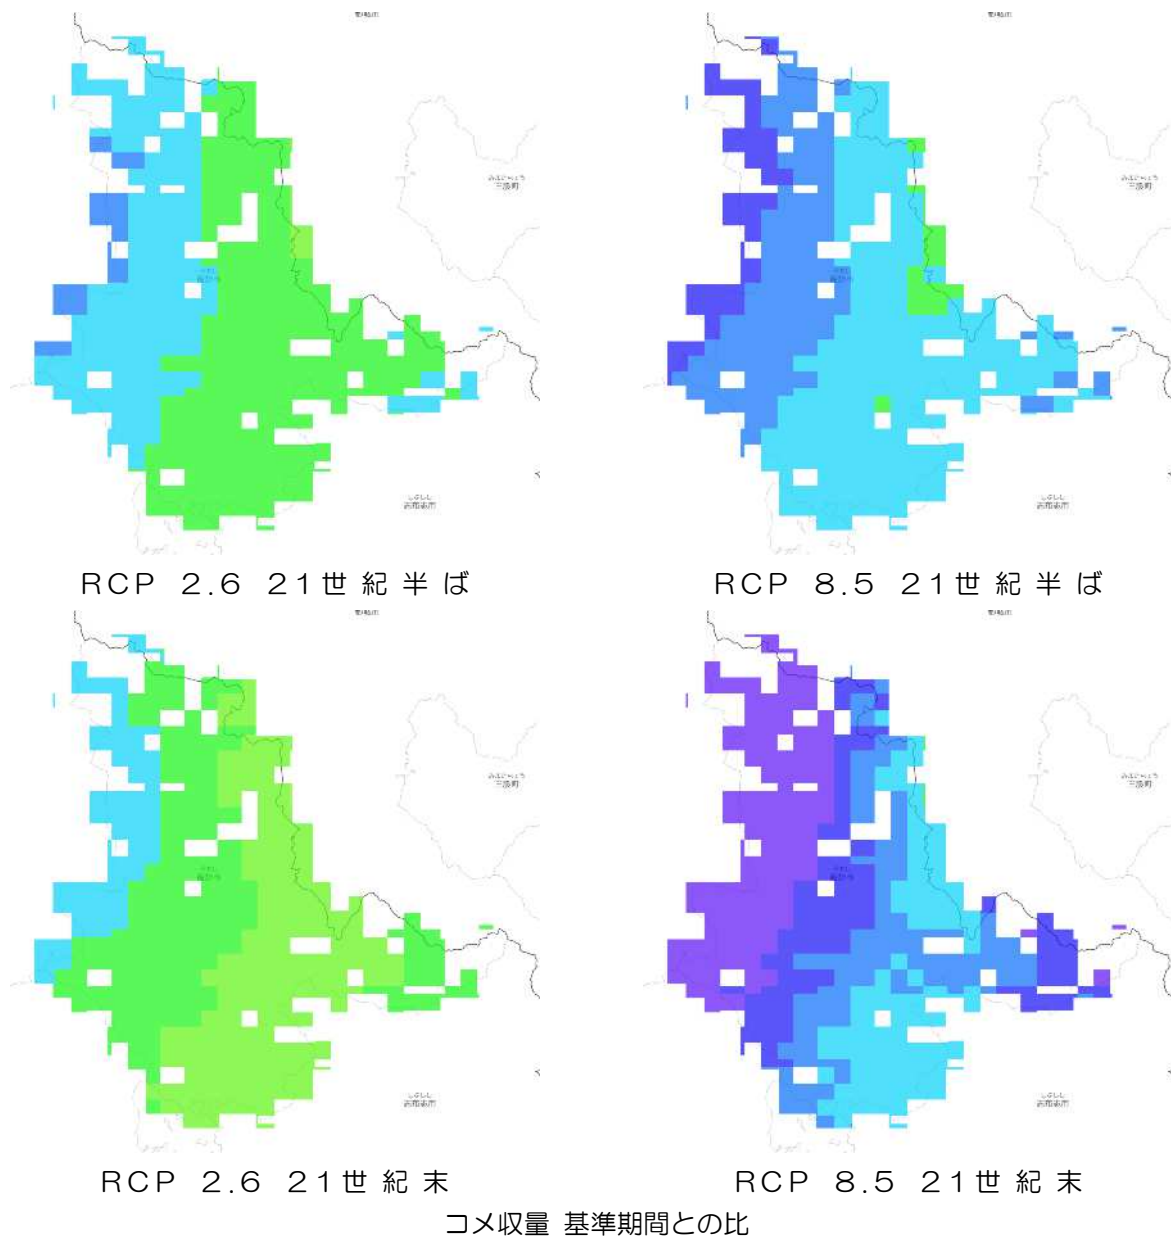 RCP 2.6 21世紀半ば
RCP 8.5 21世紀半ば
RCP 2.6 21世紀末
RCP 8.5 21世紀末
コメ収量 基準期間との比